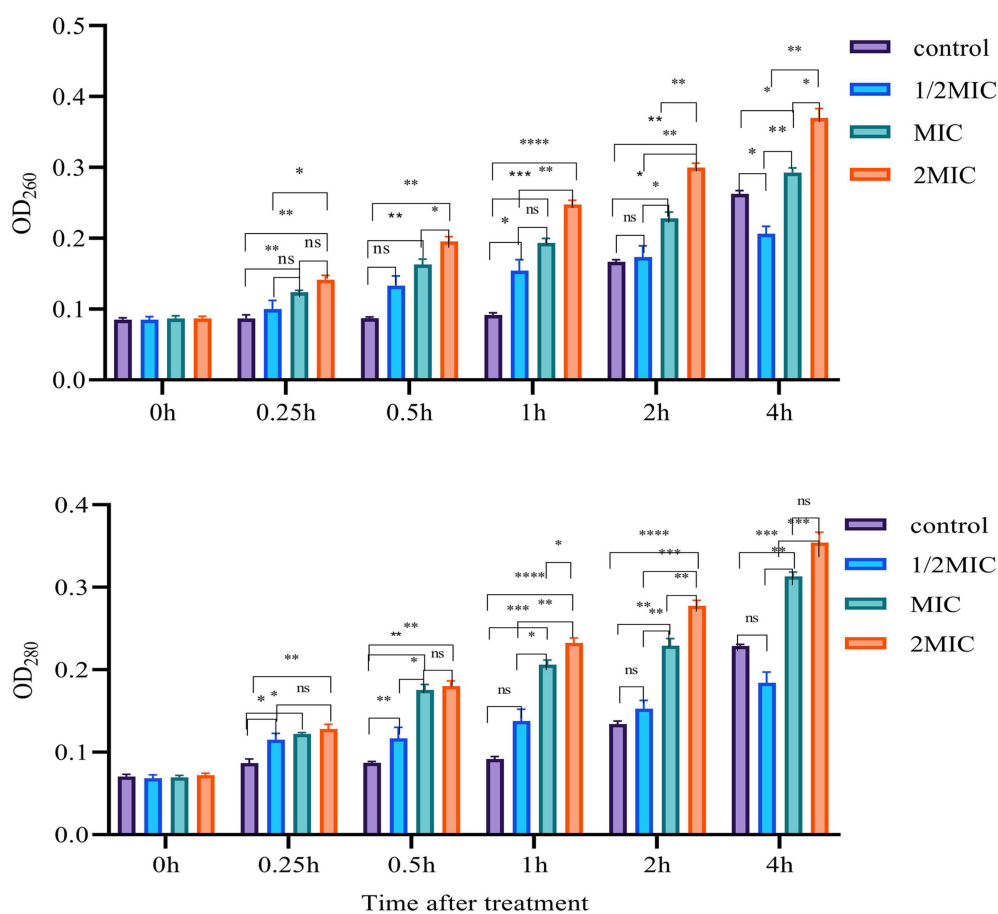 0.5
0.4
0.3
0.2
0.1
0.0
OD260
control
1/2MIC
MIC
2MIC
**
ns
**
ns
*
ns
**
*
**
*
ns
***
**
****
ns
*
*
**
**
**
*
**
*
*
**
0h
0.25h
0.5h
1h
2h
4h
0.4
0.3
0.2
0.1
0.0
OD280
control
1/2MIC
MIC
2MIC
*
*
ns
**
**
*
ns
**
**
ns
*
***
**
****
*
ns
**
**
**
***
****
ns
**
***
***
ns
0h
0.25h
0.5h
1h
2h
4h
Time after treatment